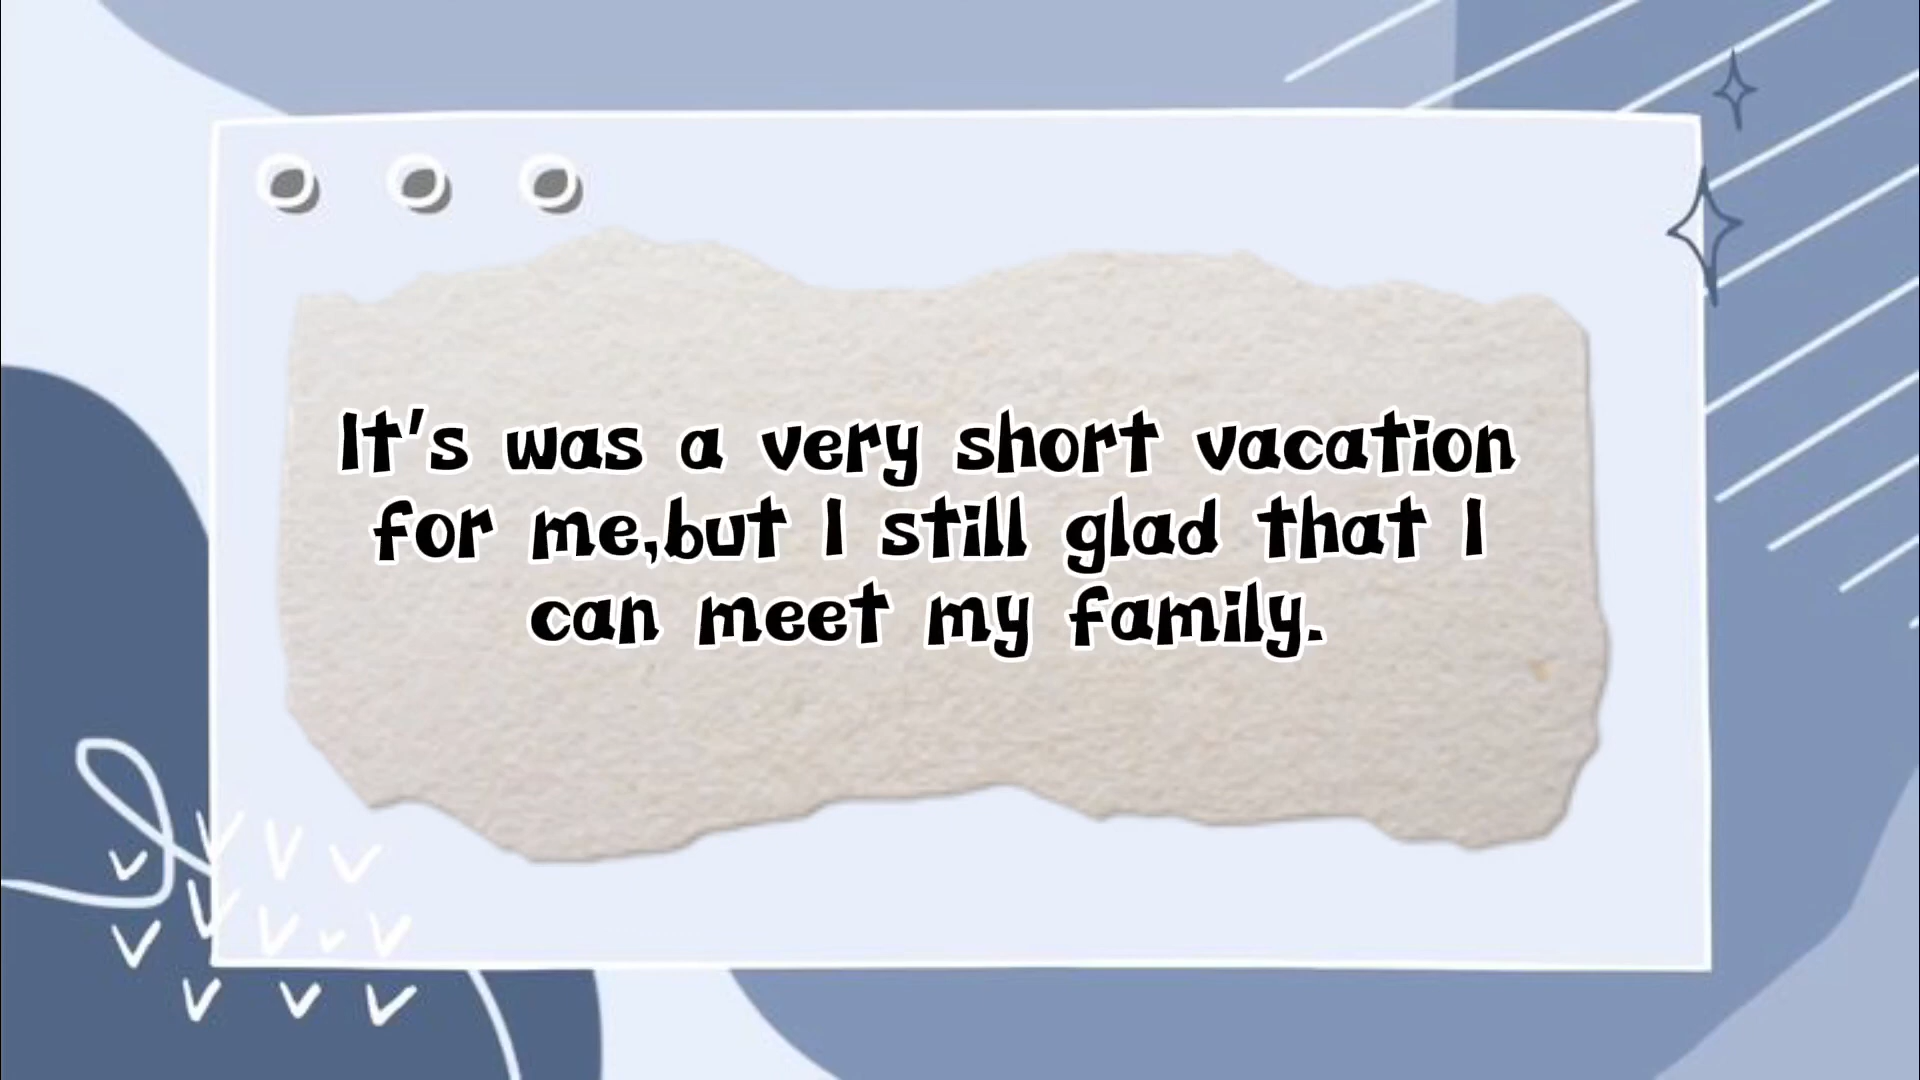 It's was a very short vacation
for me,but I still glad that I
can meet my family.